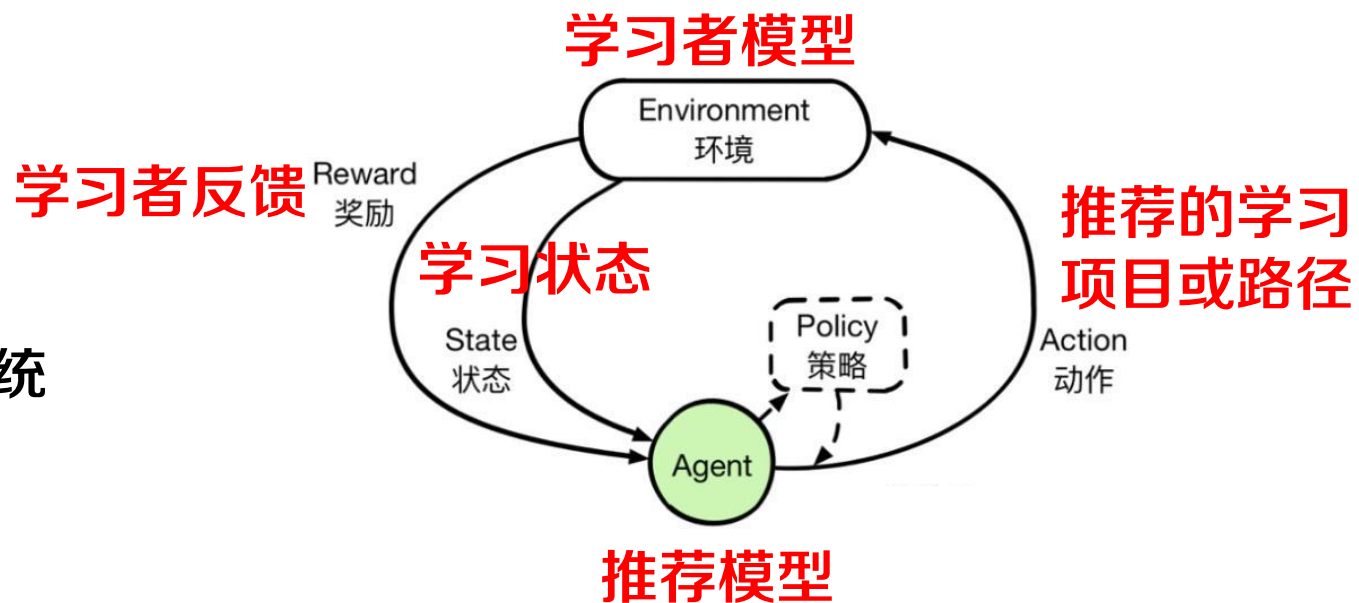 学习者模型
Environment
环境
学习者反馈
Reward
奖励
学习状态
推荐的学习
项目或路径
State
状态
Policy
策略
Action
动作
统
Agent
推荐模型